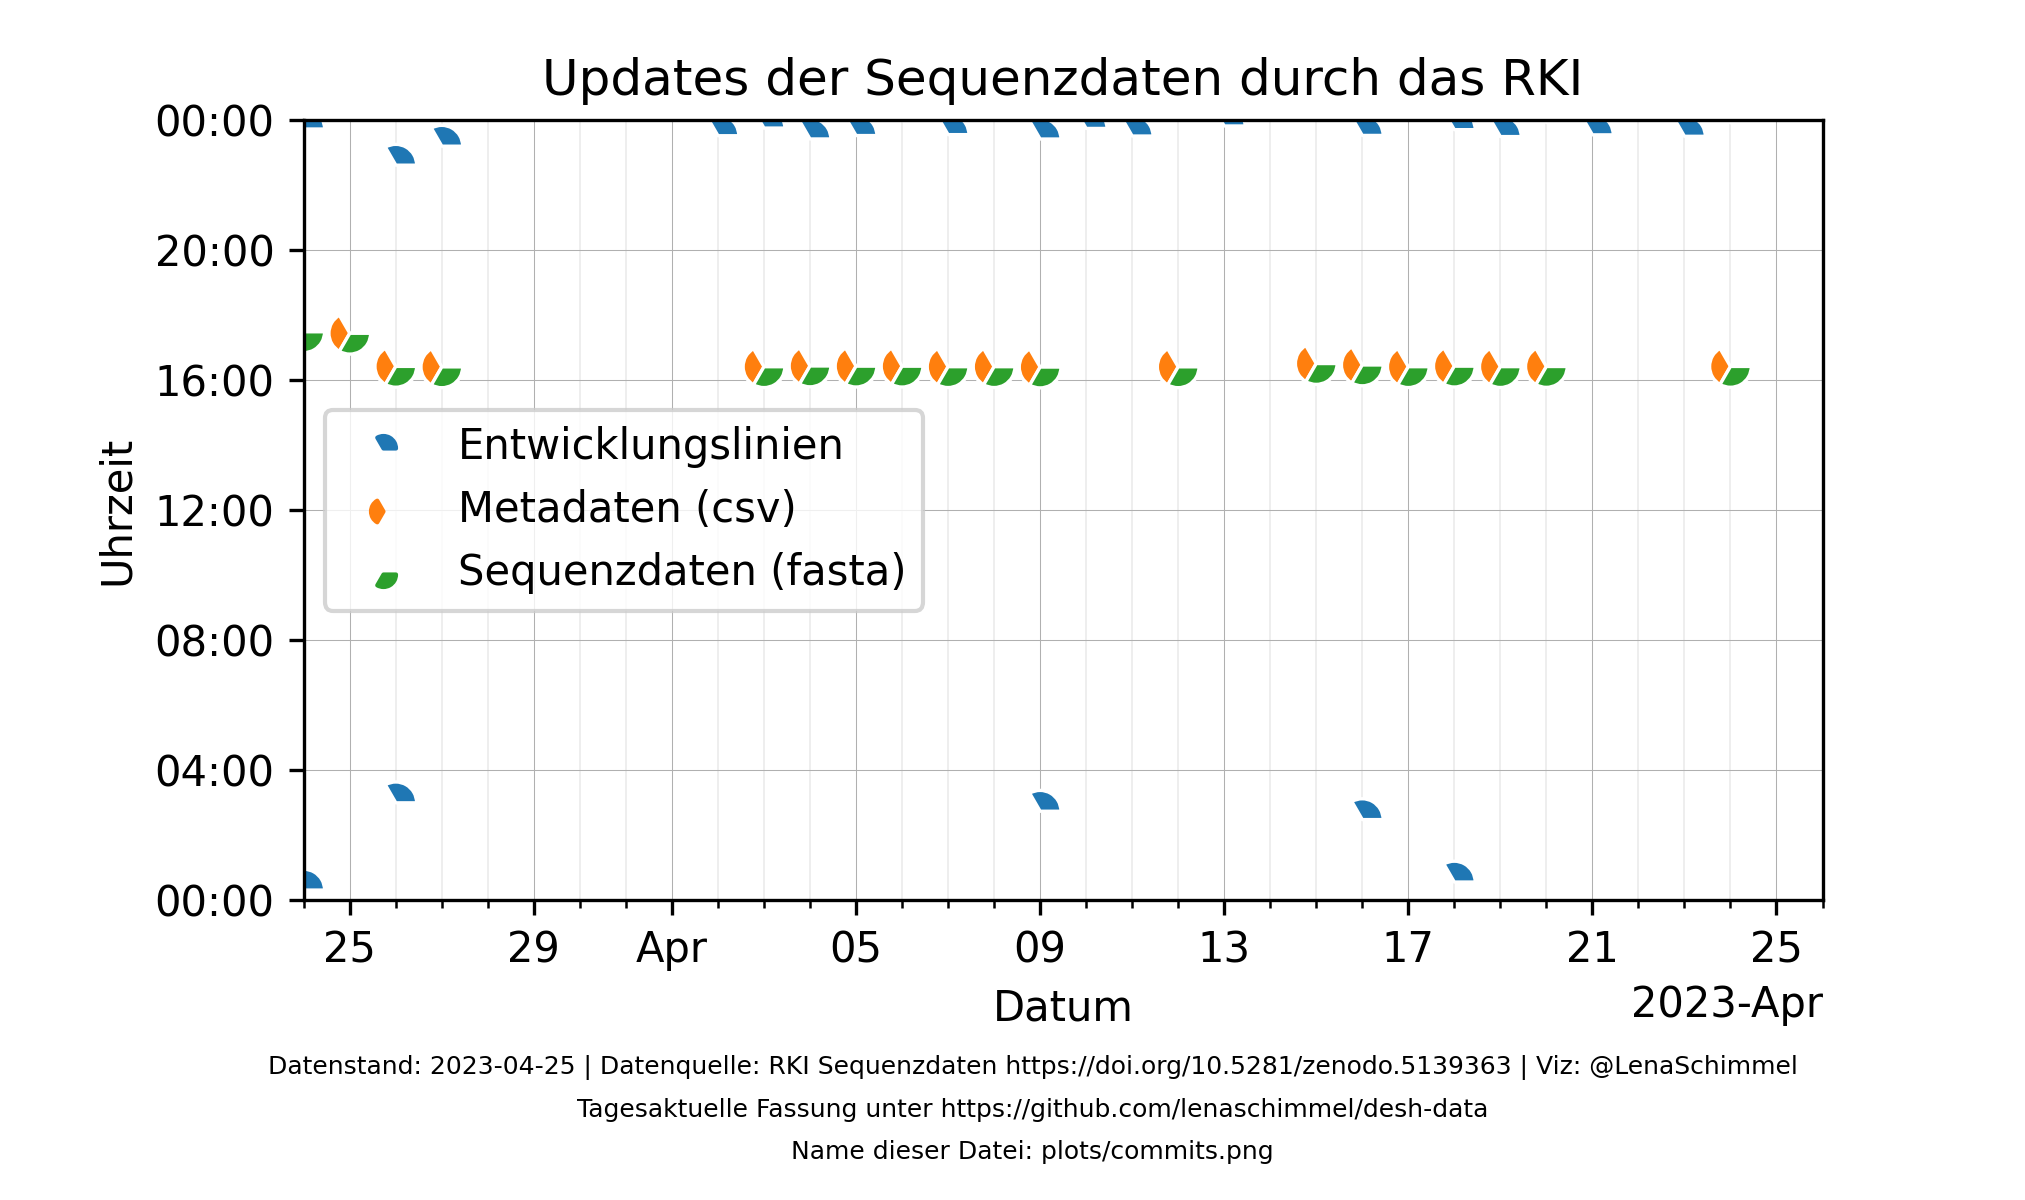 Updates der Sequenzdaten durch das RKI
00:00
20:00
16:00
12:00
08:00
04:00
00:00
Uhrzeit
Entwicklungslinien
Metadaten (csv)
Sequenzdaten (fasta)
25 29 Apr 05 09 13 17 21 25
Datum
2023-Apr
Datenstand: 2023-04-25 | Datenquelle: RKI Sequenzdaten https://doi.org/10.5281/zenodo.5139363 | Viz: @LenaSchimmel
Tagesaktuelle Fassung unter https://github.com/lenaschimmel/desh-data
Name dieser Datei: plots/commits.png